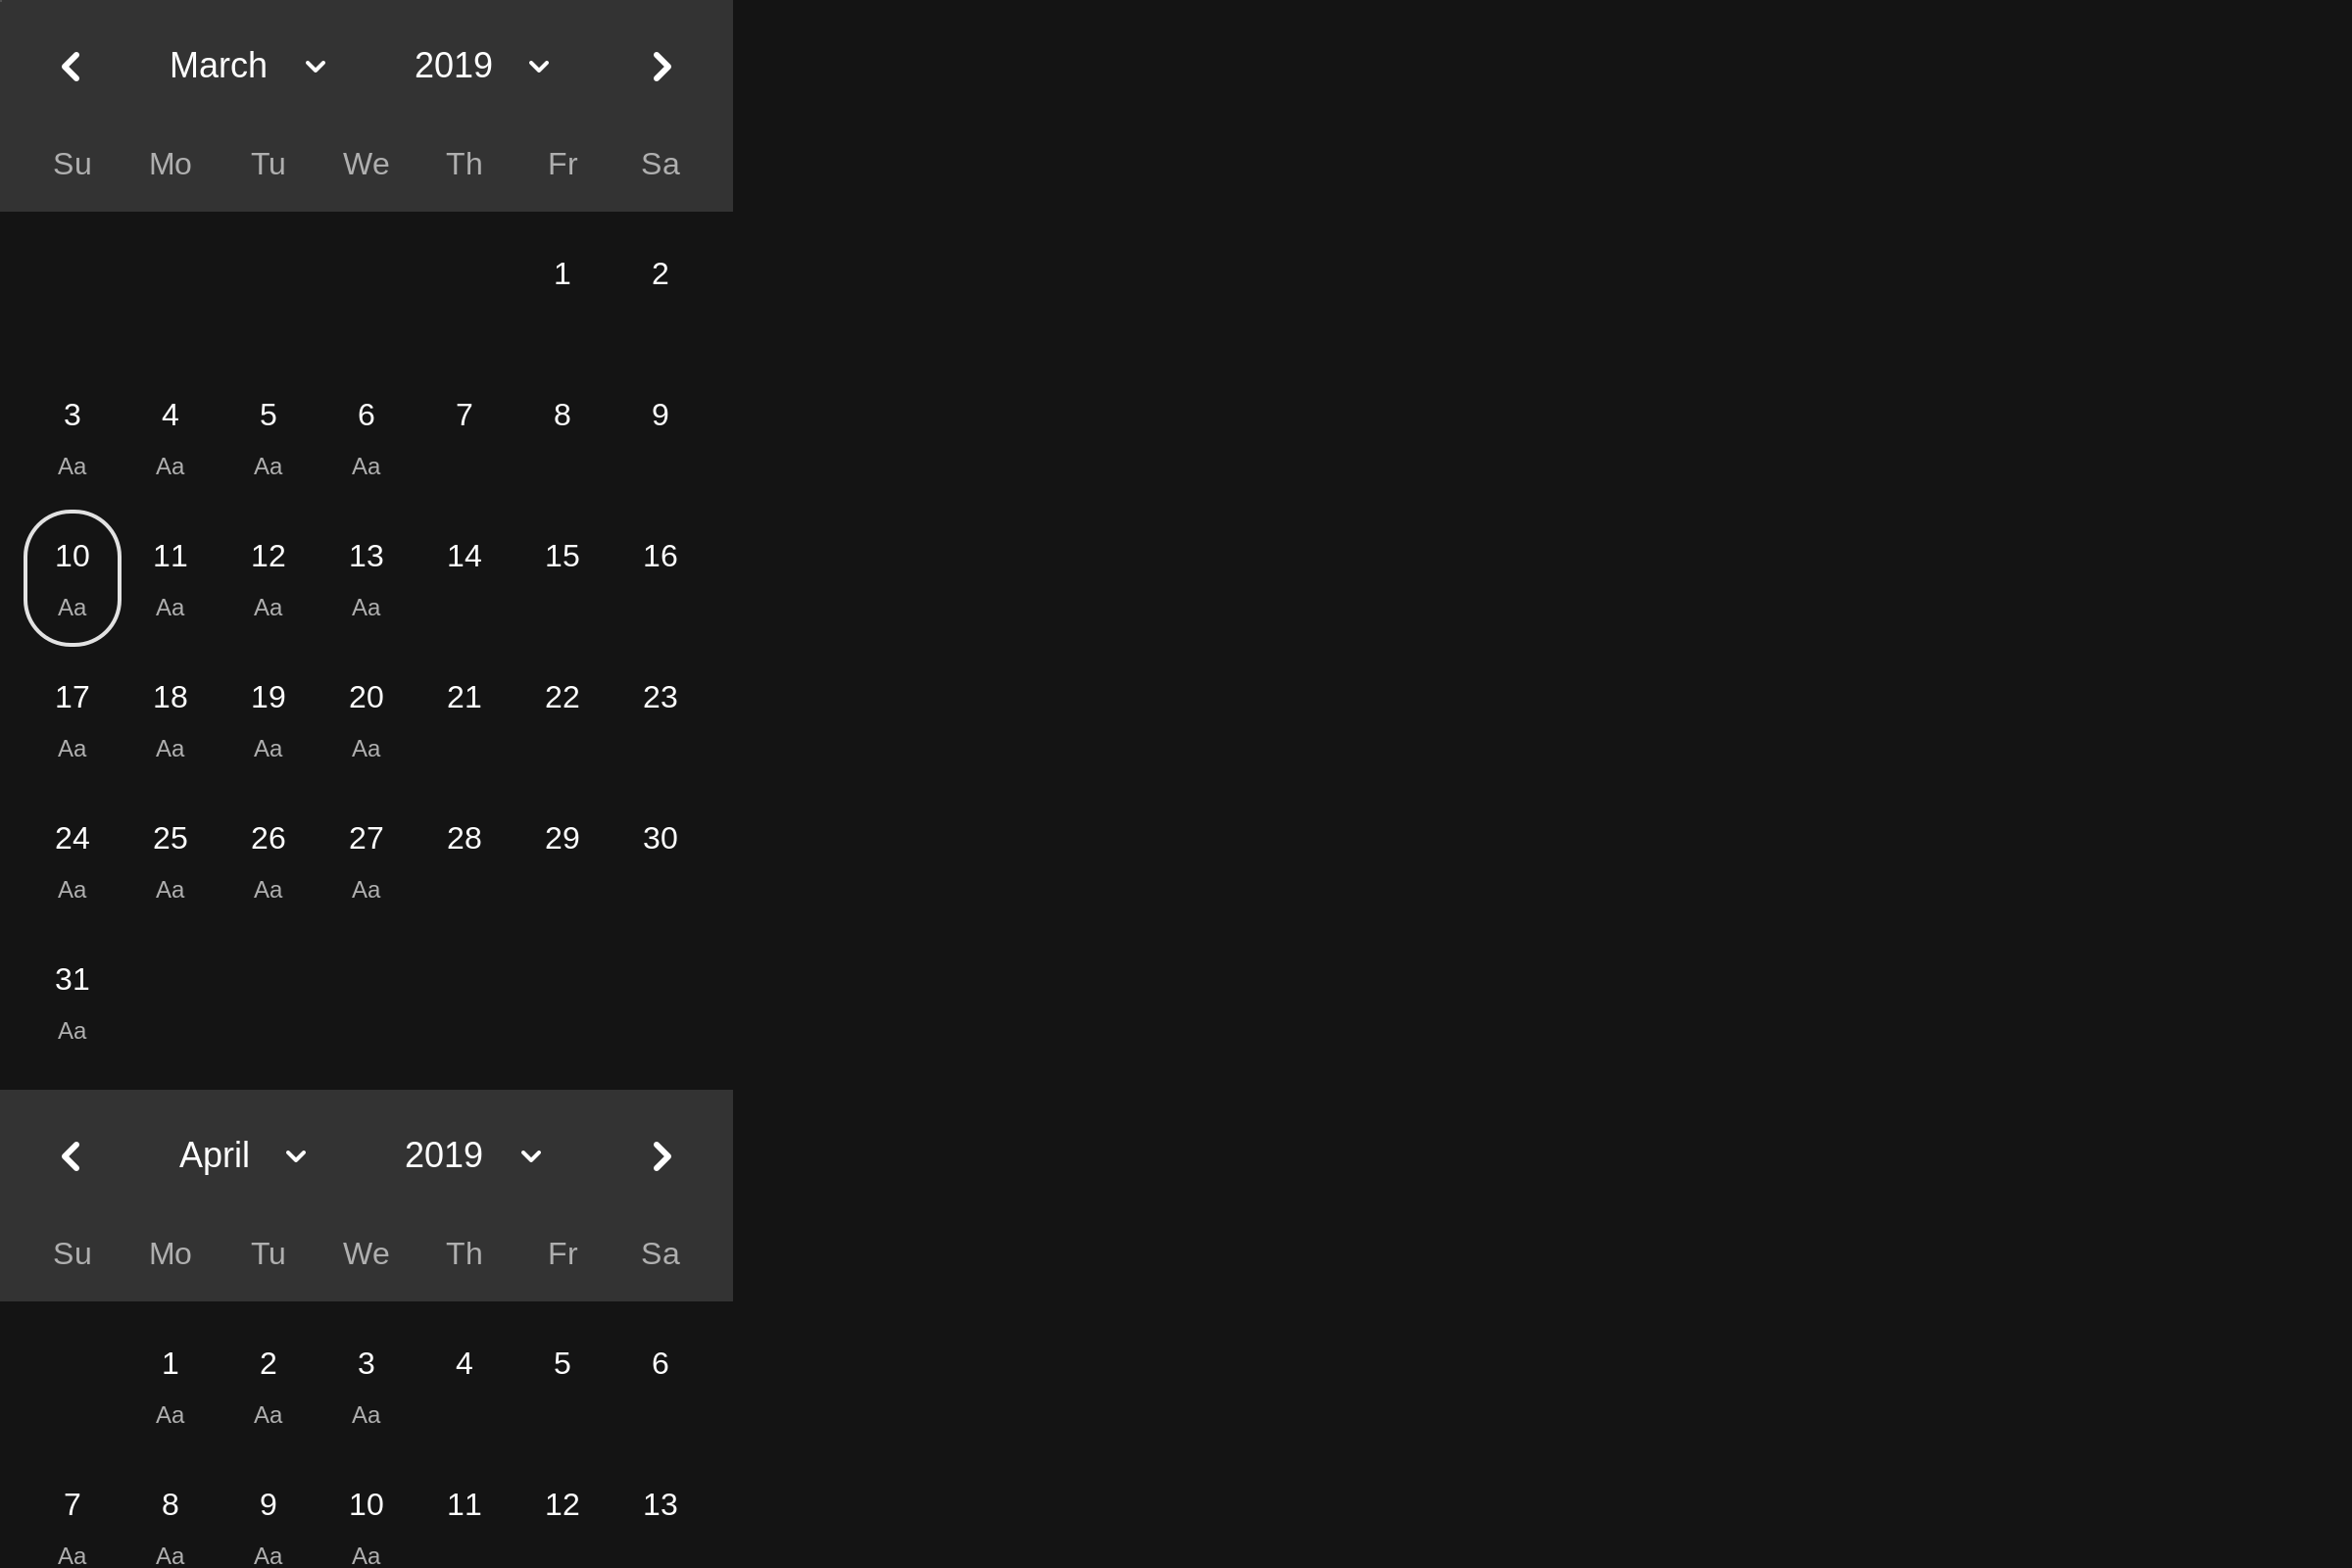 March 2019
Su Mo Tu We Th Fr Sa
1 2
3 4 5 6 7 8 9
Aa Aa Aa Aa
10 11 12 13 14 15 16
Aa Aa Aa Aa
17 18 19 20 21 22 23
Aa Aa Aa Aa
24 25 26 27 28 29 30
Aa Aa Aa Aa
31
Aa
April 2019
Su Mo Tu We Th Fr Sa
1 2 3 4 5 6
Aa Aa Aa
7 8 9 10 11 12 13
Aa Aa Aa Aa